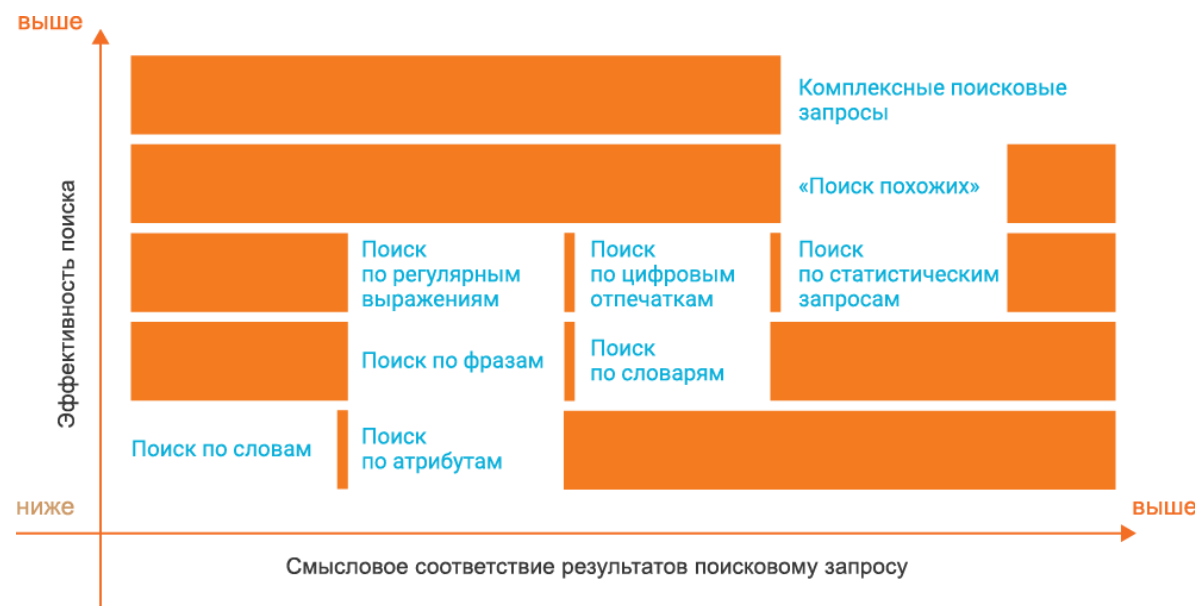 выше
Комплексные поисковые
запросы
«Поиск похожих»
Эффективность поиска
Поиск
по регулярным
выражениям
Поиск
по цифровым
отпечаткам
Поиск
по статистическим
запросам
Поиск по фразам
Поиск
по словарям
Поиск по словам
Поиск
по атрибутам
ниже
выше
Смысловое соответствие результатов поисковому запросу